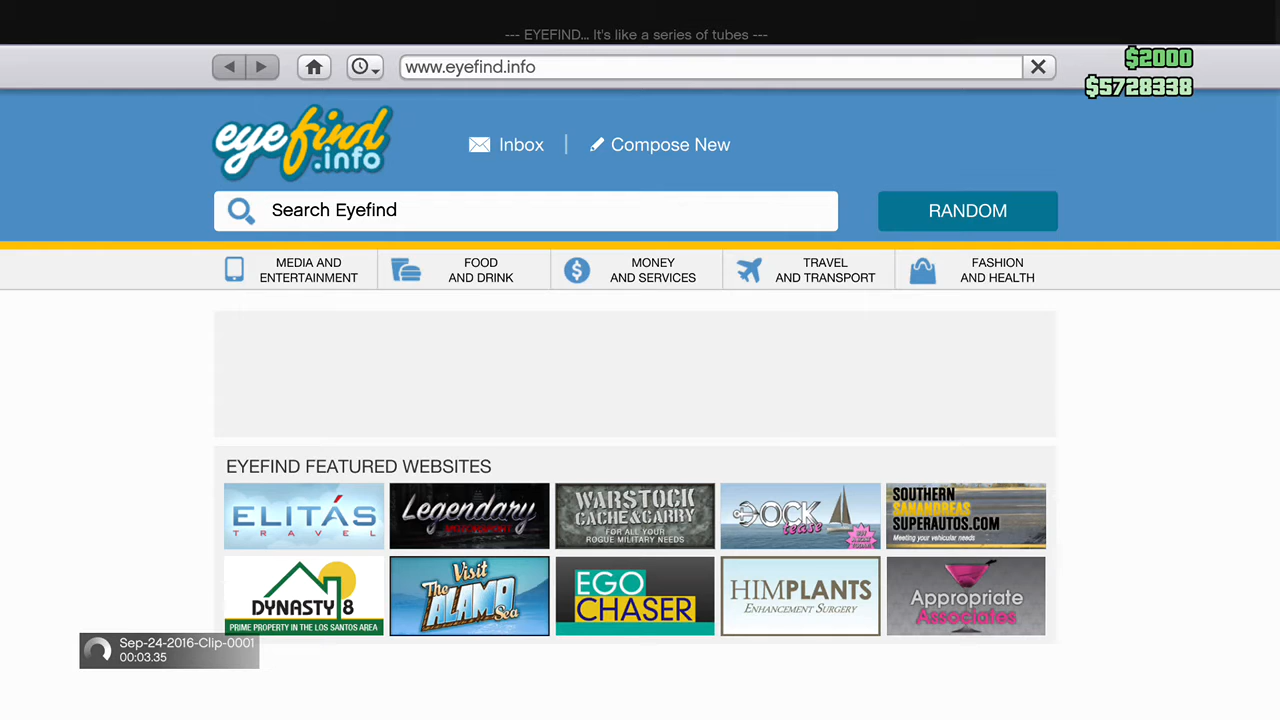 --- EYEFIND... It's like a series of tubes ---
www.eyefind.info
$2000
$5728338
eyefind
.info
Inbox
Compose New
Search Eyefind
RANDOM
MEDIA AND
ENTERTAINMENT
FOOD
AND DRINK
MONEY
AND SERVICES
TRAVEL
AND TRANSPORT
FASHION
AND HEALTH
EYEFIND FEATURED WEBSITES
ELITÁS
TRAVEL
Legendary
MOTORSPORT
WARSTOCK
CACHE&CARRY
FOR ALL YOUR
ROGUE MILITARY NEEDS
DOCK
tease
SOUTHERN
SANANDREAS
SUPERAUTOS.COM
Meeting your vehicular needs
DYNASTY 8
PRIME PROPERTY IN THE LOS SANTOS AREA
Visit
The
ALAMO
Sea
EGO
CHASER
HIMPLANTS
ENHANCEMENT SURGERY
Appropriate
Associates
Sep-24-2016-Clip-0001
00:03.35